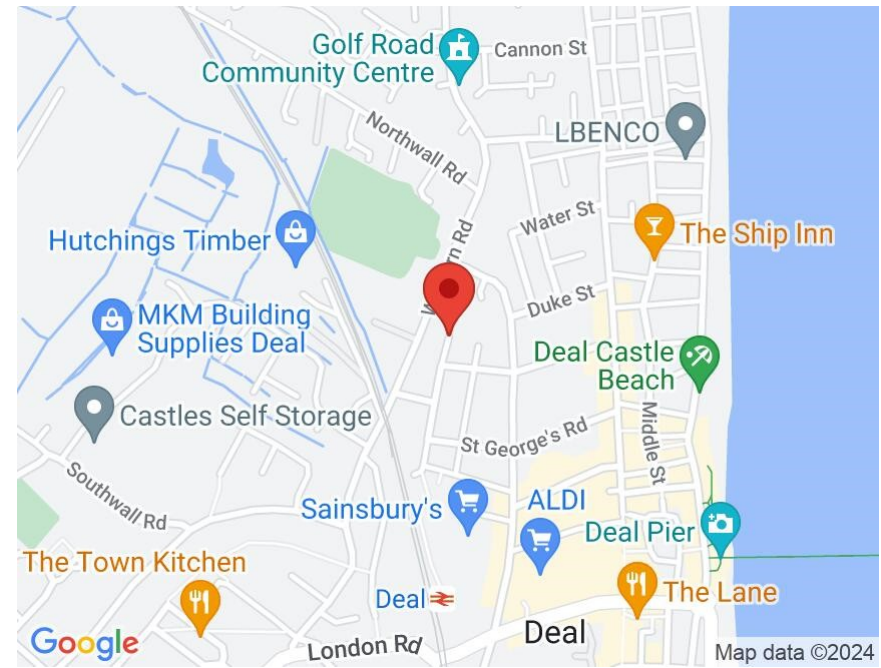 Golf Road
Community Centre
Cannon St
LBENCO
Northwall Rd
Water St
The Ship Inn
Hutchings Timber
rn Rd
Duke St
MKM Building
Supplies Deal
Deal Castle
Beach
Castles Self Storage
Middle St
St George's Rd
Southwall Rd
Sainsbury's
ALDI
Deal Pier
The Town Kitchen
Deal
The Lane
London Rd
Deal
Google
Map data ©2024